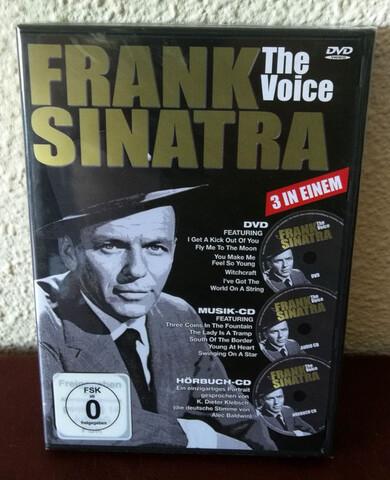 FRANK
The
Voice
SINATRA
DVD
VIDEO
3 IN EINEM
DVD
FEATURING
I Get A Kick Out Of You
Fly Me To The Moon
You Make Me
Feel So Young
Witchcraft
I've Got The
World On A String
FRANK
The
Voice
SINATRA
DVD
MUSIK-CD
FEATURING
Three Coins In The Fountain
The Lady Is A Tramp
South Of The Border
Young At Heart
Swinging On A Star
FRANK
The
Voice
SINATRA
AUDIO CD
HÖRBUCH-CD
Ein einzigartiges Portrait
gesprochen von
K. Dieter Klebsch
(die deutsche Stimme von
Alec Baldwin)
FRANK
The
Voice
SINATRA
HÖRBUCH-CD
FSK
ab
0
freigegeben